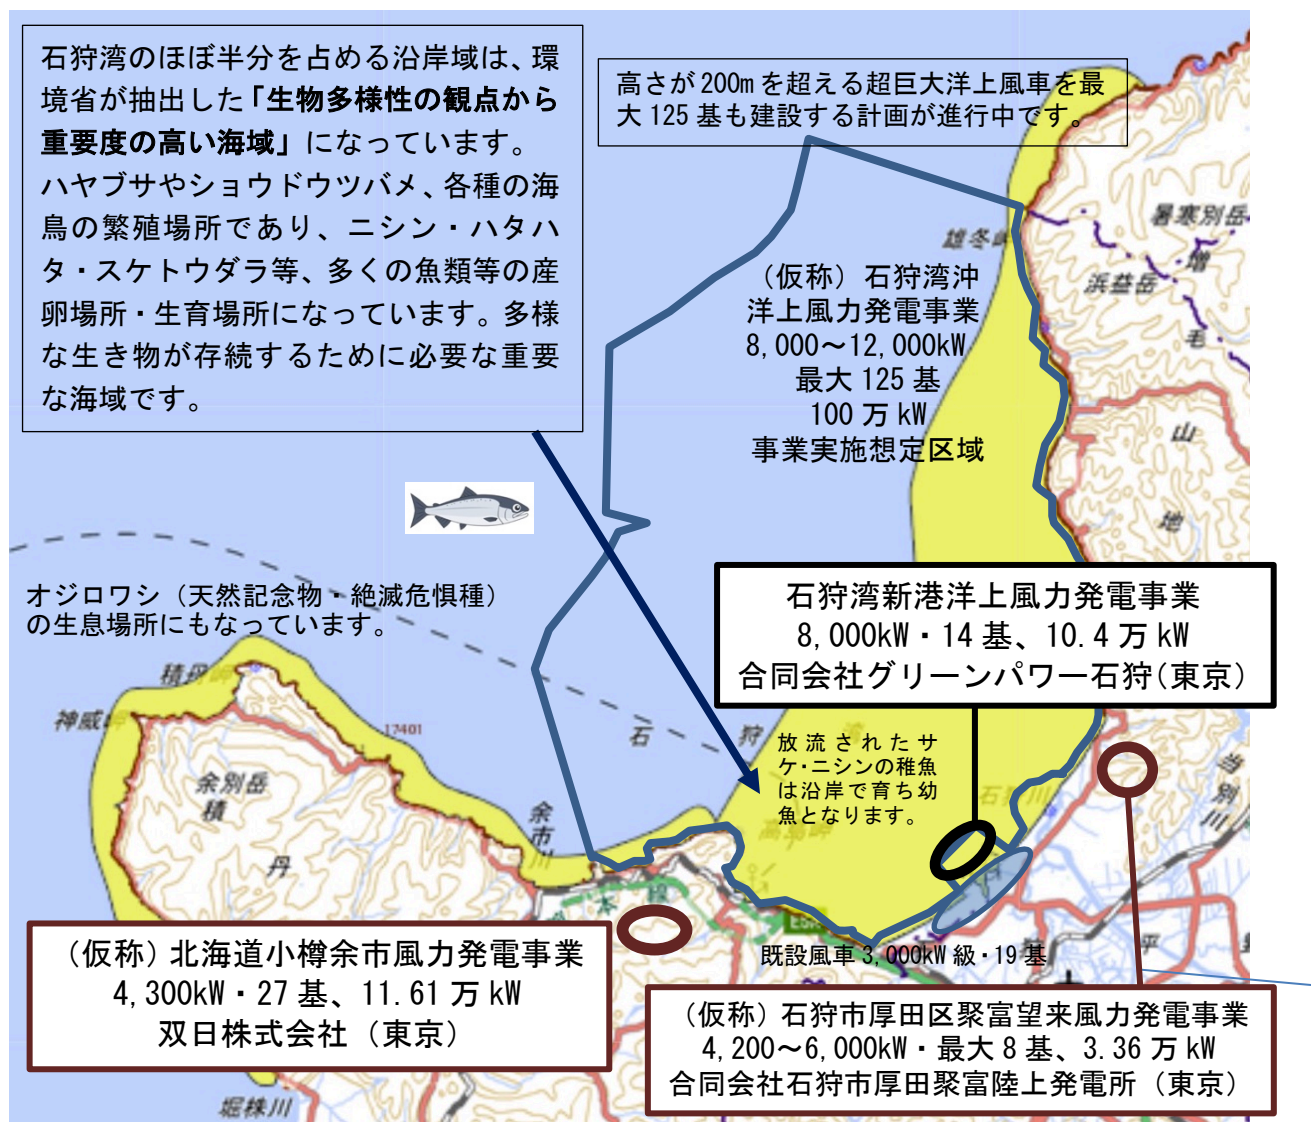 石狩湾のほぼ半分を占める沿岸域は、環
境省が抽出した「生物多様性の観点から
重要度の高い海域」になっています。
ハヤブサやショウドウツバメ、各種の海
鳥の繁殖場所であり、ニシン・ハタハ
タ・スケトウダラ等、多くの魚類等の産
卵場所・生育場所になっています。多様
な生き物が存続するために必要な重要
な海域です。
高さが200mを超える超巨大洋上風車を最
大125基も建設する計画が進行中です。
雄冬岬
暑寒別岳
浜益岳
増
毛
山
地
（仮称）石狩湾沖
洋上風力発電事業
8,000～12,000kW
最大125基
100万kW
事業実施想定区域
オジロワシ（天然記念物・絶滅危惧種）
の生息場所にもなっています。
石狩湾新港洋上風力発電事業
8,000kW・14基、10.4万kW
合同会社グリーンパワー石狩(東京)
積丹岬
神威岬
17401
石
狩
湾
余別岳
積
丹
余市川
放流されたサ
ケ・ニシンの稚魚
は沿岸で育ち幼
魚となります。
高島岬
石狩川
当別川
本
線
平
既設風車3,000kW級・19基
（仮称）北海道小樽余市風力発電事業
4,300kW・27基、11.61万kW
双日株式会社（東京）
（仮称）石狩市厚田区聚富望来風力発電事業
4,200～6,000kW・最大8基、3.36万kW
合同会社石狩市厚田聚富陸上発電所（東京）
堀株川